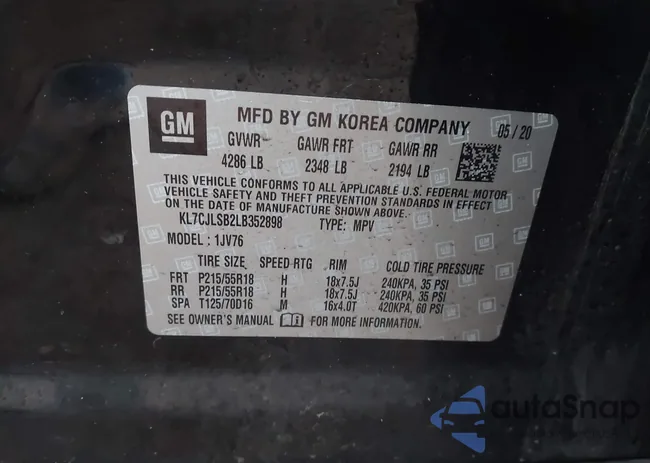 GM
MFD BY GM KOREA COMPANY 05 / 20
GVWR GAWR FRT GAWR RR
4286 LB 2348 LB 2194 LB
THIS VEHICLE CONFORMS TO ALL APPLICABLE U.S. FEDERAL MOTOR
VEHICLE SAFETY AND THEFT PREVENTION STANDARDS IN EFFECT
ON THE DATE OF MANUFACTURE SHOWN ABOVE.
KL7CJLSB2LB352898 TYPE: MPV
MODEL : 1JV76
TIRE SIZE SPEED RTG RIM COLD TIRE PRESSURE
FRT P215/55R18 H 18x7.5J 240KPA, 35 PSI
RR P215/55R18 H 18x7.5J 240KPA, 35 PSI
SPA T125/70D16 M 16x4.0T 420KPA, 60 PSI
SEE OWNER'S MANUAL FOR MORE INFORMATION.
autoSnap